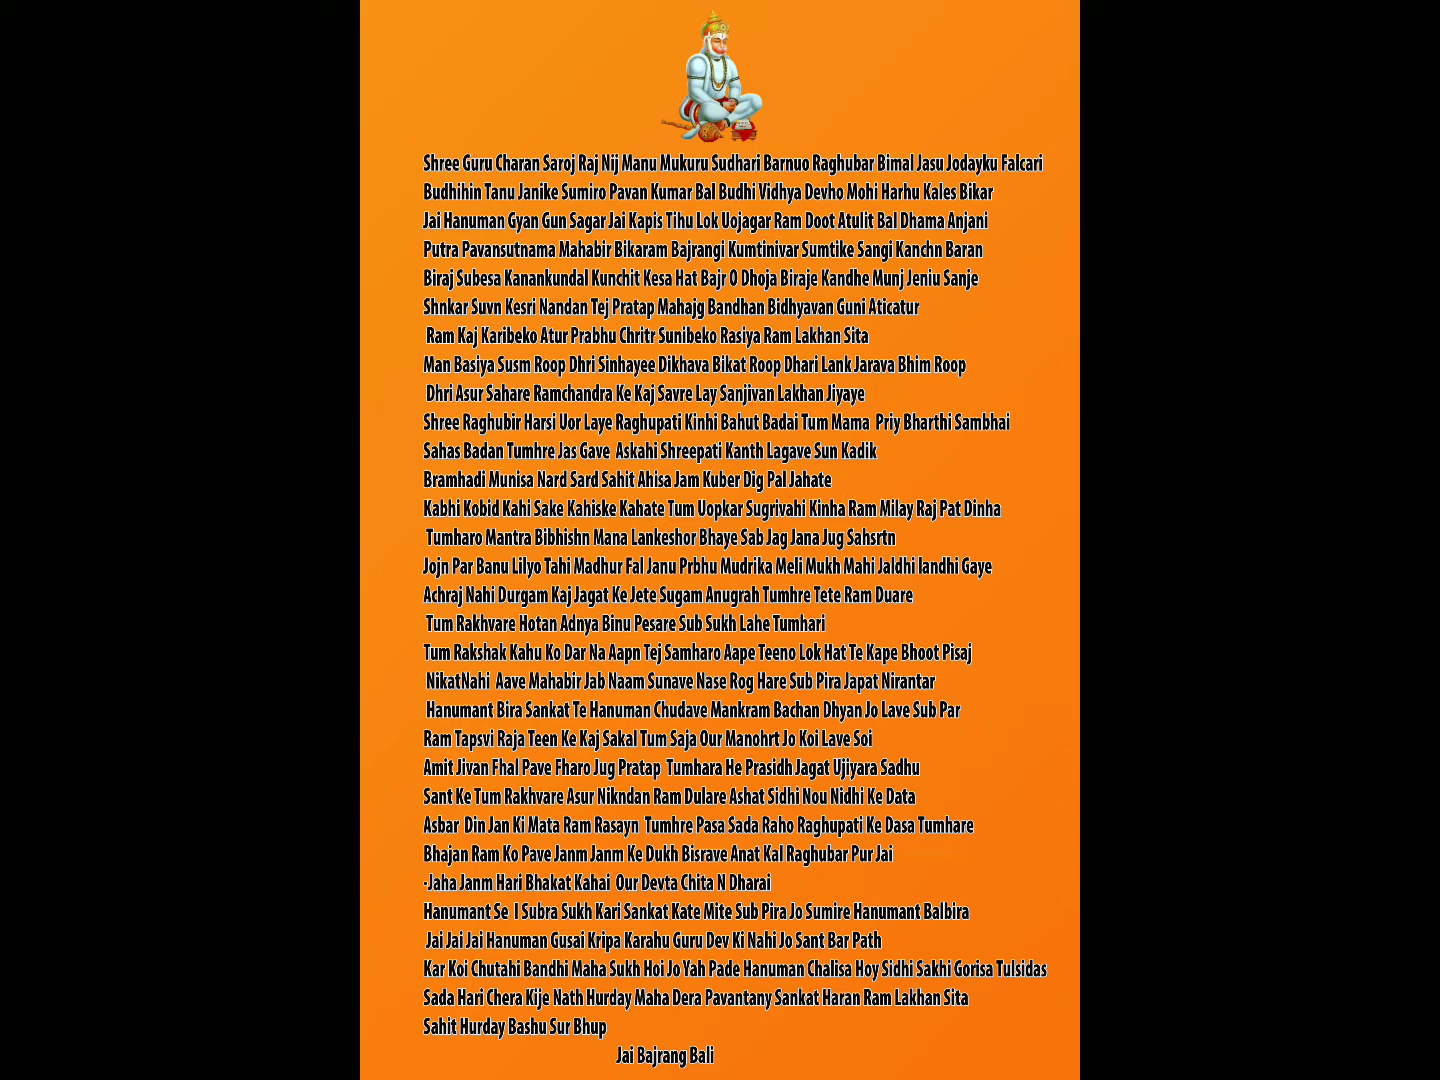 Shree Guru Charan Saroj Raj Nij Manu Mukuru Sudhari Barnuo Raghubar Bimal Jasu Jodayku Falcari
Budhihin Tanu Janike Sumiro Pavan Kumar Bal Budhi Vidhya Devho Mohi Harhu Kales Bikar
Jai Hanuman Gyan Gun Sagar Jai Kapis Tihu Lok Uojagar Ram Doot Atulit Bal Dhama Anjani
Putra Pavansutnama Mahabir Bikaram Bajrangi Kumtinivar Sumtike Sangi Kanchn Baran
Biraj Subesa Kanankundal Kunchit Kesa Hat Bajr O Dhoja Biraje Kandhe Munj Jeniu Sanje
Shnkar Suvn Kesri Nandan Tej Pratap Mahajg Bandhan Bidhyavan Guni Aticatur
Ram Kaj Karibeko Atur Prabhu Chritr Sunibeko Rasiya Ram Lakhan Sita
Man Basiya Susm Roop Dhri Sinhayee Dikhava Bikat Roop Dhari Lank Jarava Bhim Roop
Dhri Asur Sahare Ramchandra Ke Kaj Savre Lay Sanjivan Lakhan Jiyaye
Shree Raghubir Harsi Uor Laye Raghupati Kinhi Bahut Badai Tum Mama Priy Bharthi Sambhai
Sahas Badan Tumhre Jas Gave Askahi Shreepati Kanth Lagave Sun Kadik
Bramhadi Munisa Nard Sard Sahit Ahisa Jam Kuber Dig Pal Jahate
Kabhi Kobid Kahi Sake Kahiske Kahate Tum Uopkar Sugrivahi Kinha Ram Milay Raj Pat Dinha
Tumharo Mantra Bibhishn Mana Lankeshor Bhaye Sab Jag Jana Jug Sahsrtn
Jojn Par Banu Lilyo Tahi Madhur Fal Janu Prbhu Mudrika Meli Mukh Mahi Jaldhi landhi Gaye
Achraj Nahi Durgam Kaj Jagat Ke Jete Sugam Anugrah Tumhre Tete Ram Duare
Tum Rakhvare Hotan Adnya Binu Pesare Sub Sukh Lahe Tumhari
Tum Rakshak Kahu Ko Dar Na Aapn Tej Samharo Aape Teeno Lok Hat Te Kape Bhoot Pisaj
NikatNahi Aave Mahabir Jab Naam Sunave Nase Rog Hare Sub Pira Japat Nirantar
Hanumant Bira Sankat Te Hanuman Chudave Mankram Bachan Dhyan Jo Lave Sub Par
Ram Tapsvi Raja Teen Ke Kaj Sakal Tum Saja Our Manohrt Jo Koi Lave Soi
Amit Jivan Fhal Pave Fharo Jug Pratap Tumhara He Prasidh Jagat Ujiyara Sadhu
Sant Ke Tum Rakhvare Asur Nikndan Ram Dulare Ashat Sidhi Nou Nidhi Ke Data
Asbar Din Jan Ki Mata Ram Rasayn Tumhre Pasa Sada Raho Raghupati Ke Dasa Tumhare
Bhajan Ram Ko Pave Janm Janm Ke Dukh Bisrave Anat Kal Raghubar Pur Jai
-Jaha Janm Hari Bhakat Kahai Our Devta Chita N Dharai
Hanumant Se I Subra Sukh Kari Sankat Kate Mite Sub Pira Jo Sumire Hanumant Balbira
Jai Jai Jai Hanuman Gusai Kripa Karahu Guru Dev Ki Nahi Jo Sant Bar Path
Kar Koi Chutahi Bandhi Maha Sukh Hoi Jo Yah Pade Hanuman Chalisa Hoy Sidhi Sakhi Gorisa Tulsidas
Sada Hari Chera Kije Nath Hurday Maha Dera Pavantany Sankat Haran Ram Lakhan Sita
Sahit Hurday Bashu Sur Bhup
Jai Bajrang Bali